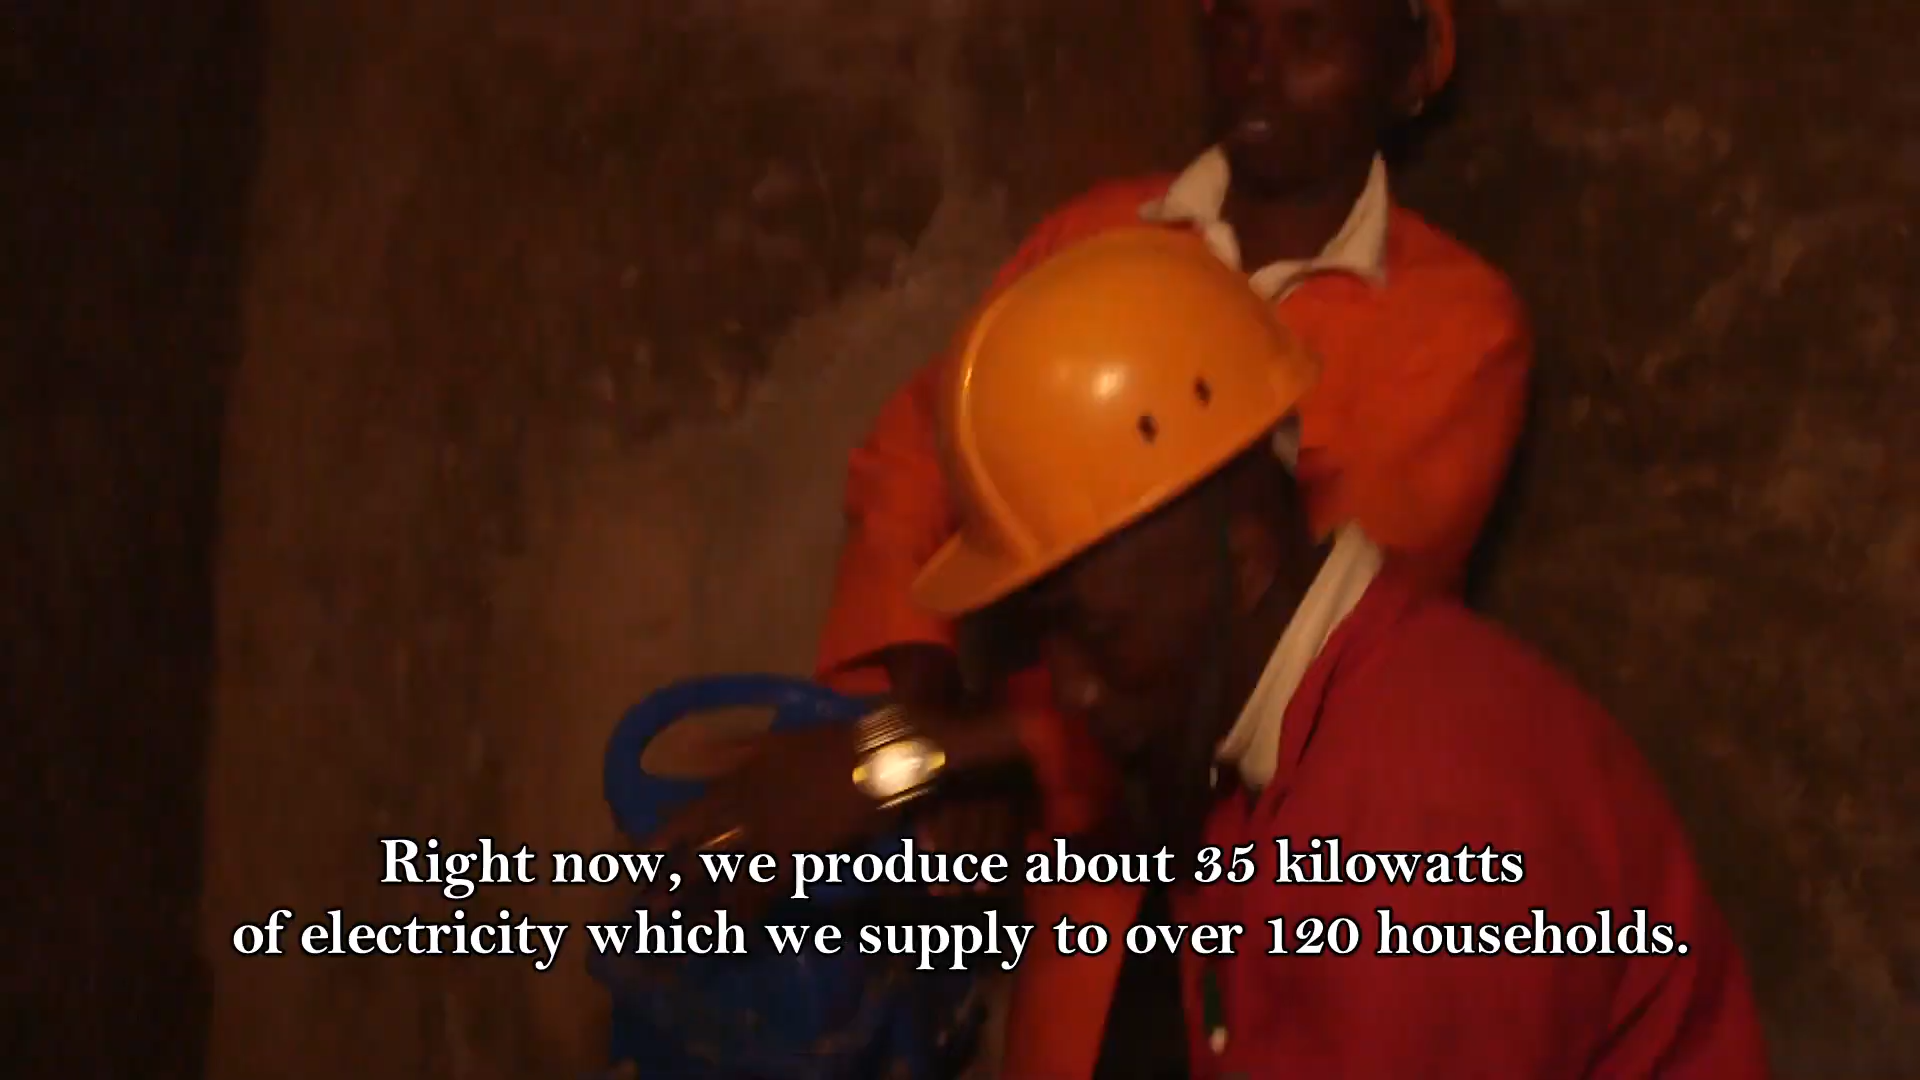 Right now, we produce about 35 kilowatts
of electricity which we supply to over 120 households.